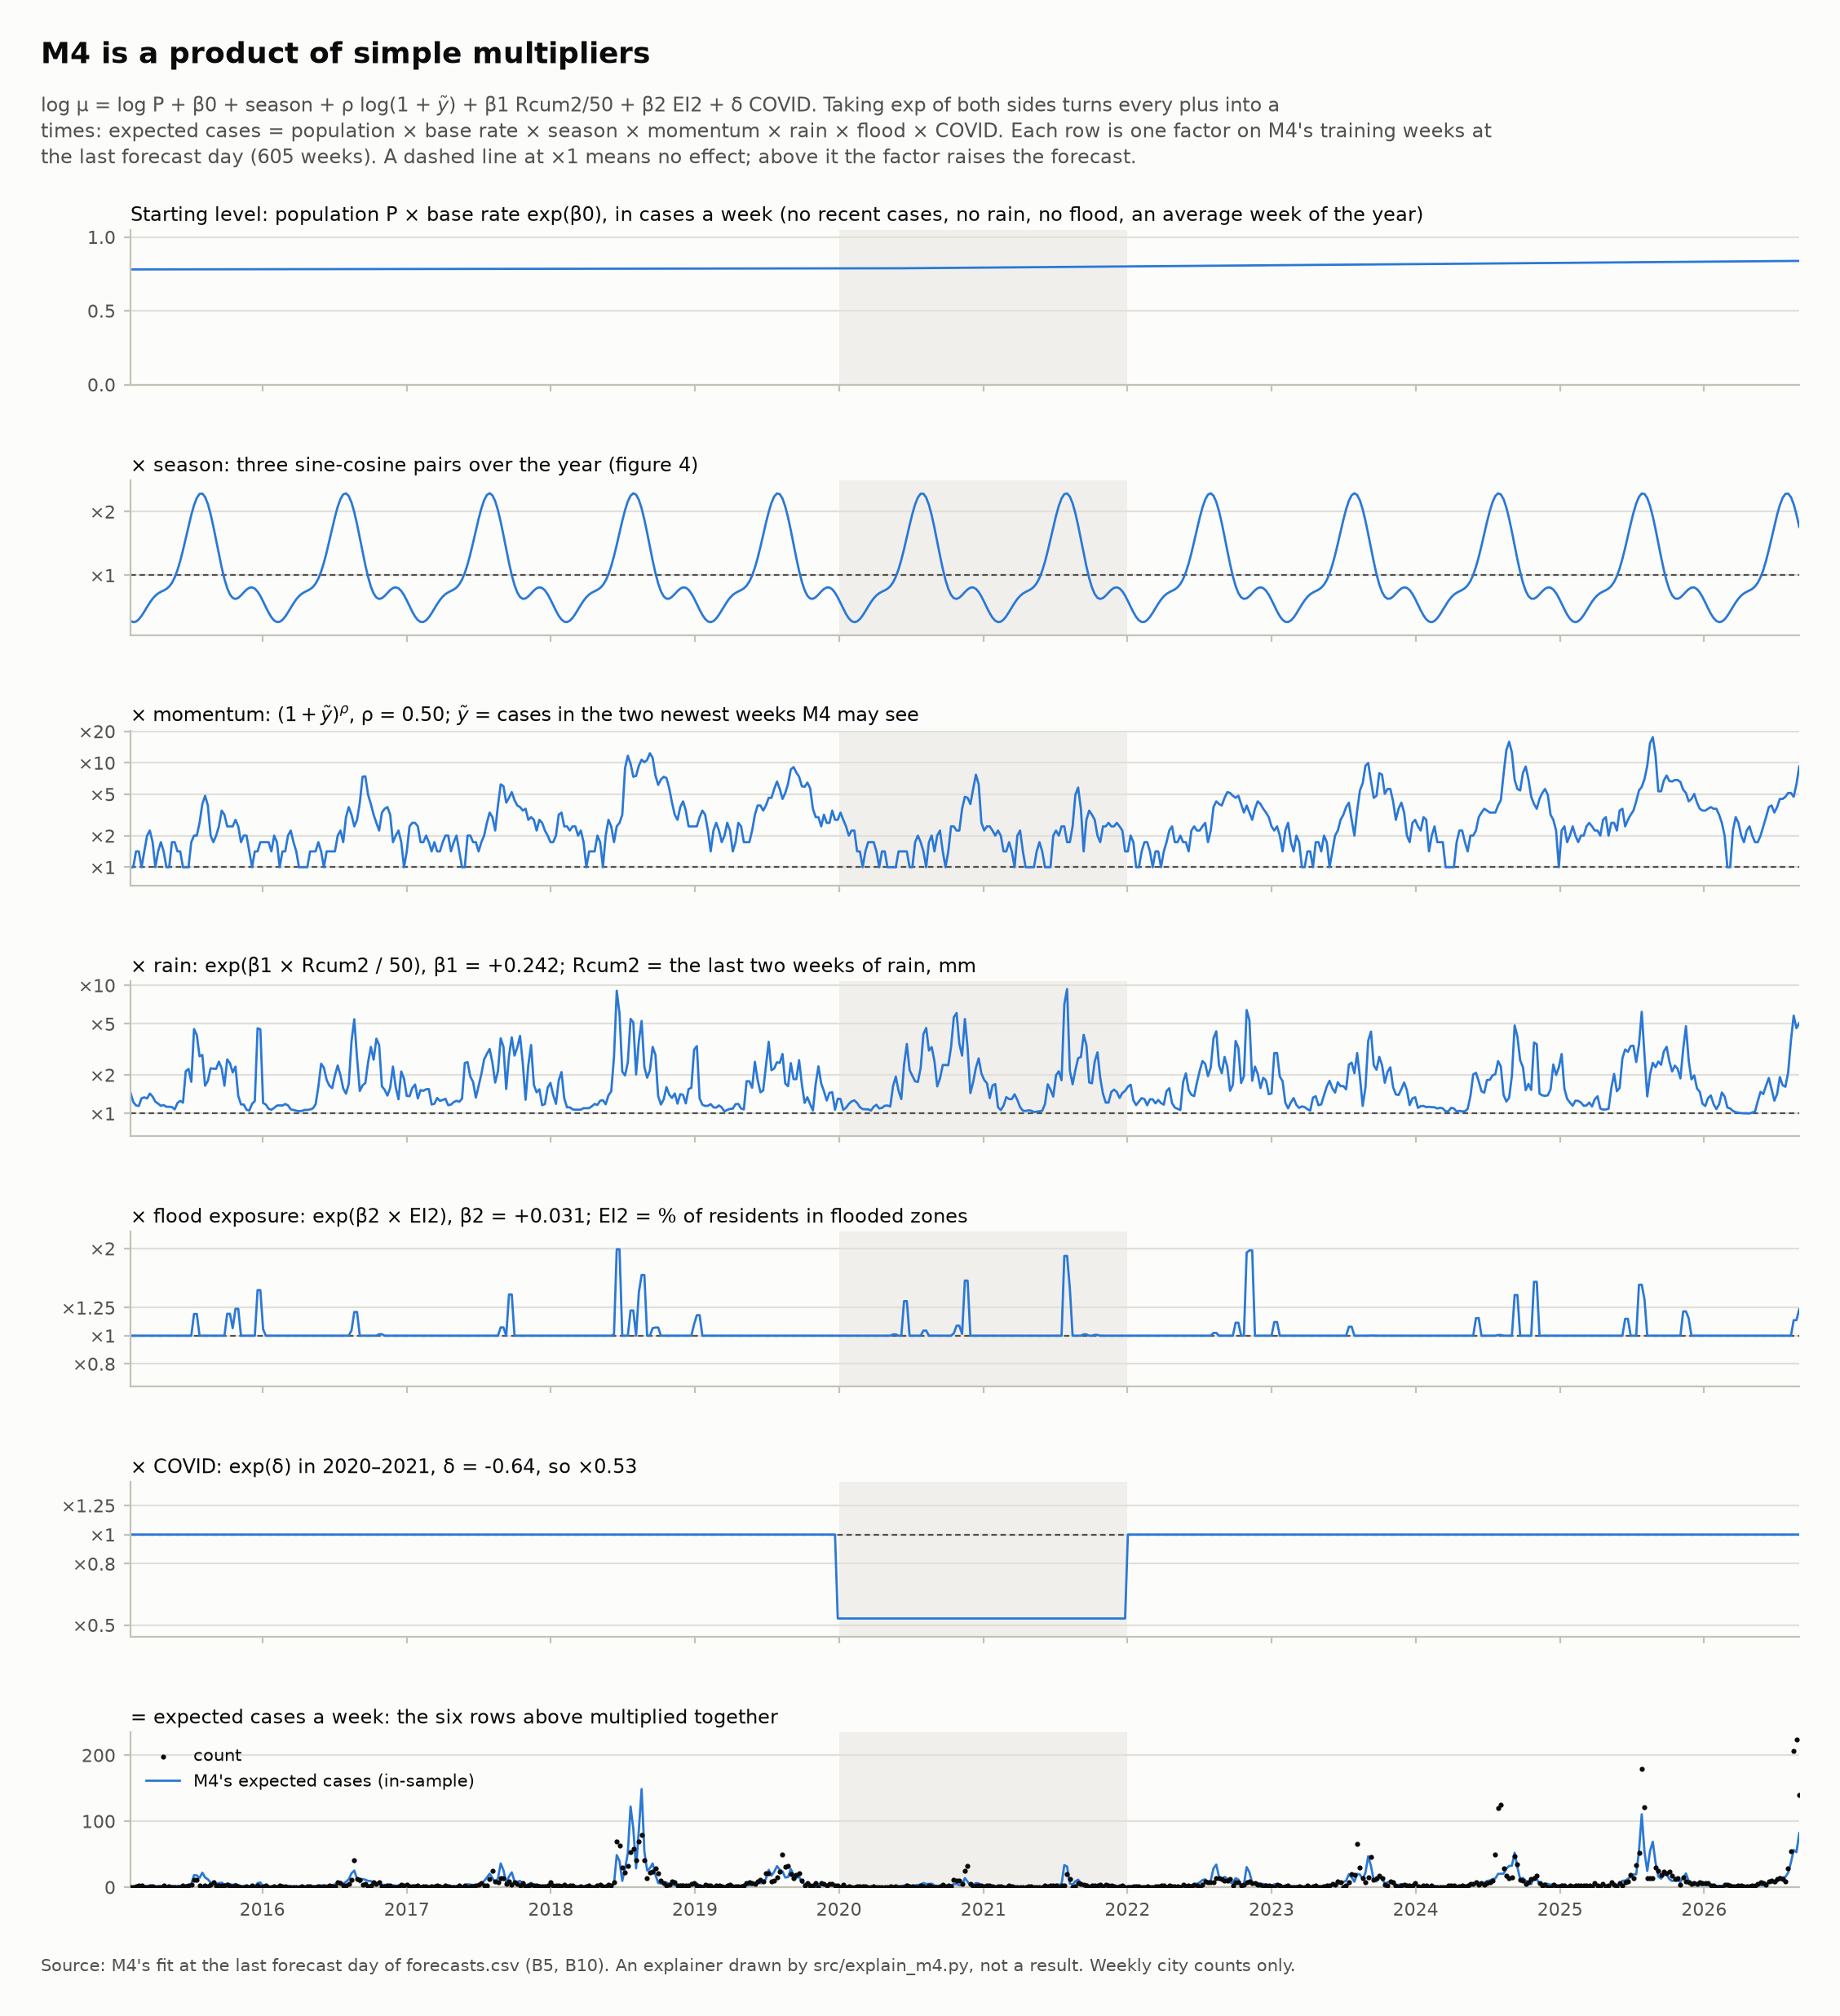 M4 is a product of simple multipliers
log μ = log P + β0 + season + ρ log(1 + ỹ) + β1 Rcum2/50 + β2 EI2 + δ COVID. Taking exp of both sides turns every plus into a
times: expected cases = population × base rate × season × momentum × rain × flood × COVID. Each row is one factor on M4's training weeks at
the last forecast day (605 weeks). A dashed line at ×1 means no effect; above it the factor raises the forecast.
Starting level: population P × base rate exp(β0), in cases a week (no recent cases, no rain, no flood, an average week of the year)
1.0
0.5
0.0
× season: three sine-cosine pairs over the year (figure 4)
×2
×1
× momentum: (1 + ỹ)^ρ, ρ = 0.50; ỹ = cases in the two newest weeks M4 may see
×20
×10
×5
×2
×1
× rain: exp(β1 × Rcum2 / 50), β1 = +0.242; Rcum2 = the last two weeks of rain, mm
×10
×5
×2
×1
× flood exposure: exp(β2 × EI2), β2 = +0.031; EI2 = % of residents in flooded zones
×2
×1.25
×1
×0.8
× COVID: exp(δ) in 2020–2021, δ = -0.64, so ×0.53
×1.25
×1
×0.8
×0.5
= expected cases a week: the six rows above multiplied together
200
100
0
count
M4's expected cases (in-sample)
2016 2017 2018 2019 2020 2021 2022 2023 2024 2025 2026
Source: M4's fit at the last forecast day of forecasts.csv (B5, B10). An explainer drawn by src/explain_m4.py, not a result. Weekly city counts only.